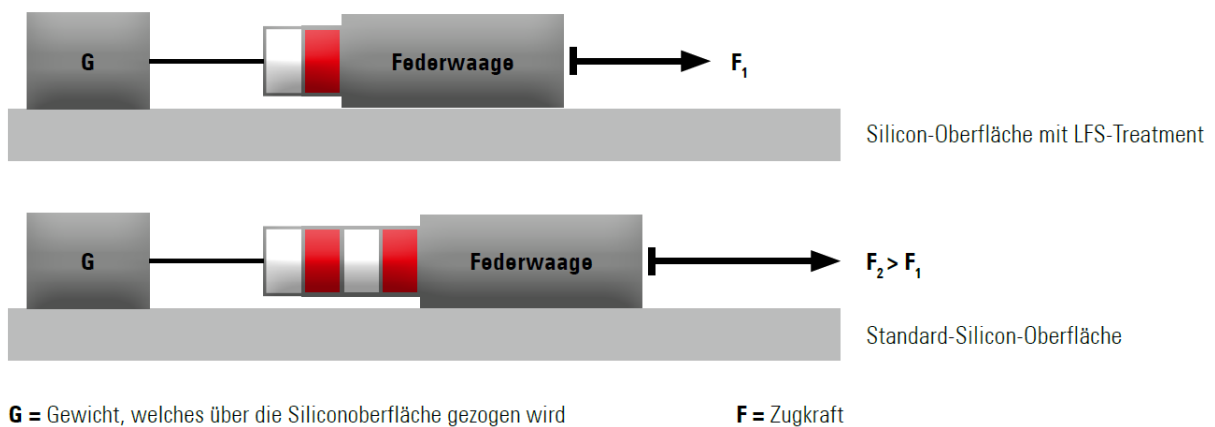 G
Federwaage
F₁
Silicon-Oberfläche mit LFS-Treatment
G
Federwaage
F₂ > F₁
Standard-Silicon-Oberfläche
G = Gewicht, welches über die Siliconoberfläche gezogen wird
F = Zugkraft